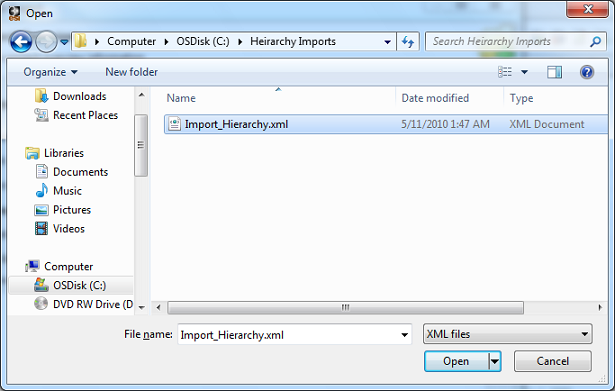 Open
Computer ▸ OSDisk (C:) ▸ Heirarchy Imports
Search Heirarchy Imports
Organize
New folder
Name
Date modified
Type
Downloads
Recent Places
Libraries
Documents
Music
Pictures
Videos
Computer
OSDisk (C:)
DVD RW Drive (D
Import_Hierarchy.xml
5/11/2010 1:47 AM
XML Document
File name:
Import_Hierarchy.xml
XML files
Open
Cancel